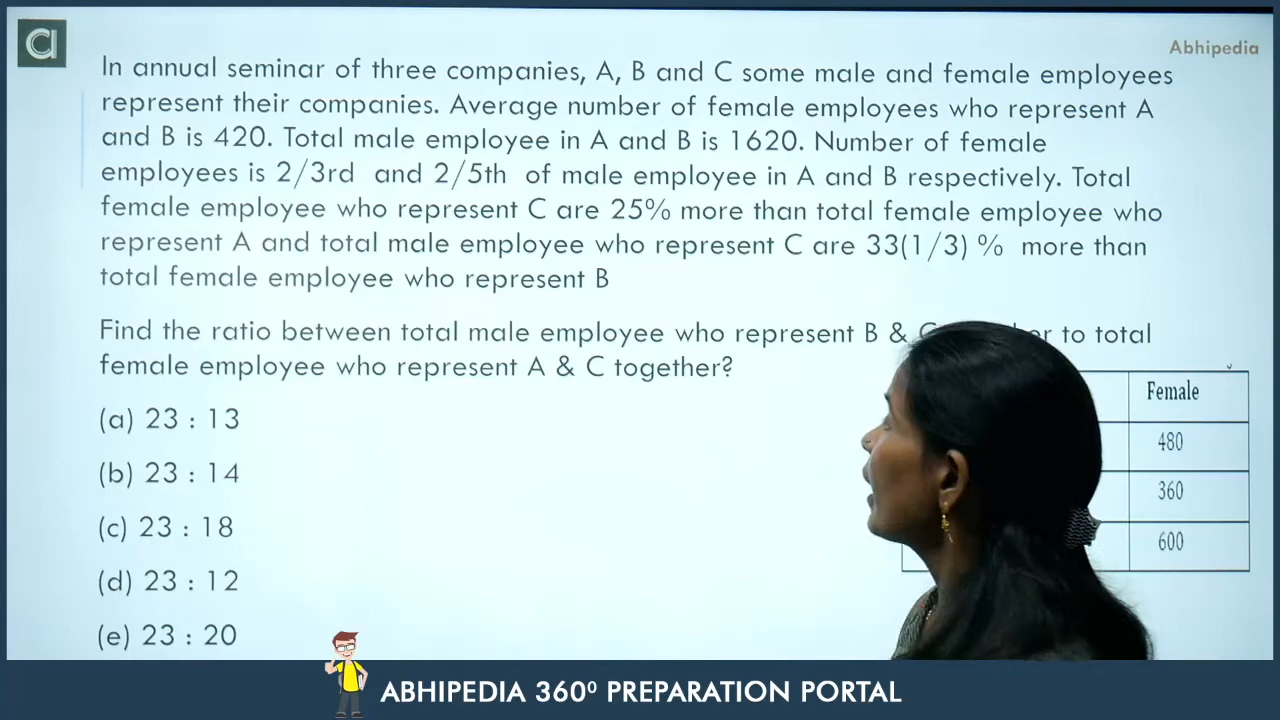 Abhipedia
In annual seminar of three companies, A, B and C some male and female employees
represent their companies. Average number of female employees who represent A
and B is 420. Total male employee in A and B is 1620. Number of female
employees is 2/3rd and 2/5th of male employee in A and B respectively. Total
female employee who represent C are 25% more than total female employee who
represent A and total male employee who represent C are 33(1/3) % more than
total female employee who represent B
Find the ratio between total male employee who represent B & to total
female employee who represent A & C together?
Female
(a) 23 : 13
480
(b) 23 : 14
360
(c) 23 : 18
600
(d) 23 : 12
(e) 23 : 20
ABHIPEDIA 360⁰ PREPARATION PORTAL